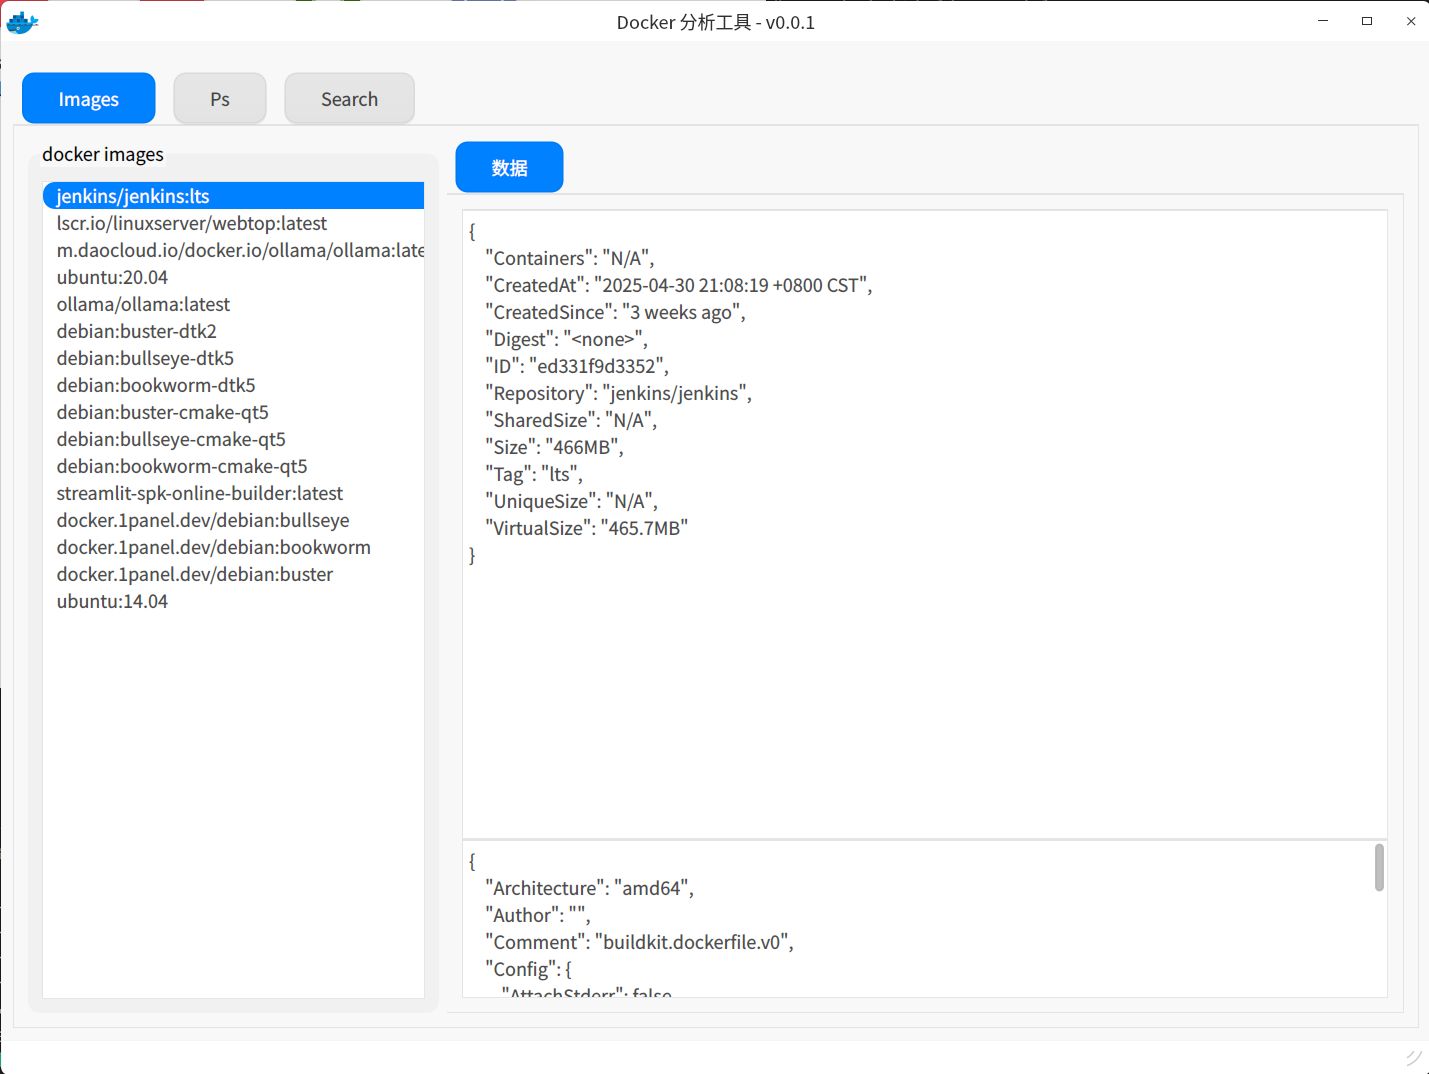 Docker 分析工具 - v0.0.1
Images
Ps
Search
docker images
jenkins/jenkins:lts
lscr.io/linuxserver/webtop:latest
m.daocloud.io/docker.io/ollama/ollama:late
ubuntu:20.04
ollama/ollama:latest
debian:buster-dtk2
debian:bullseye-dtk5
debian:bookworm-dtk5
debian:buster-cmake-qt5
debian:bullseye-cmake-qt5
debian:bookworm-cmake-qt5
streamlit-spk-online-builder:latest
docker.1panel.dev/debian:bullseye
docker.1panel.dev/debian:bookworm
docker.1panel.dev/debian:buster
ubuntu:14.04
数据
{
"Containers": "N/A",
"CreatedAt": "2025-04-30 21:08:19 +0800 CST",
"CreatedSince": "3 weeks ago",
"Digest": "<none>",
"ID": "ed331f9d3352",
"Repository": "jenkins/jenkins",
"SharedSize": "N/A",
"Size": "466MB",
"Tag": "lts",
"UniqueSize": "N/A",
"VirtualSize": "465.7MB"
}
{
"Architecture": "amd64",
"Author": "",
"Comment": "buildkit.dockerfile.v0",
"Config": {
"AttachStderr": false